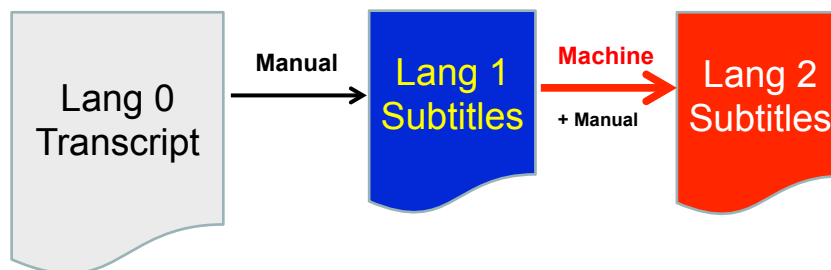 Lang 0
Transcript
Manual
Lang 1
Subtitles
Machine
+ Manual
Lang 2
Subtitles